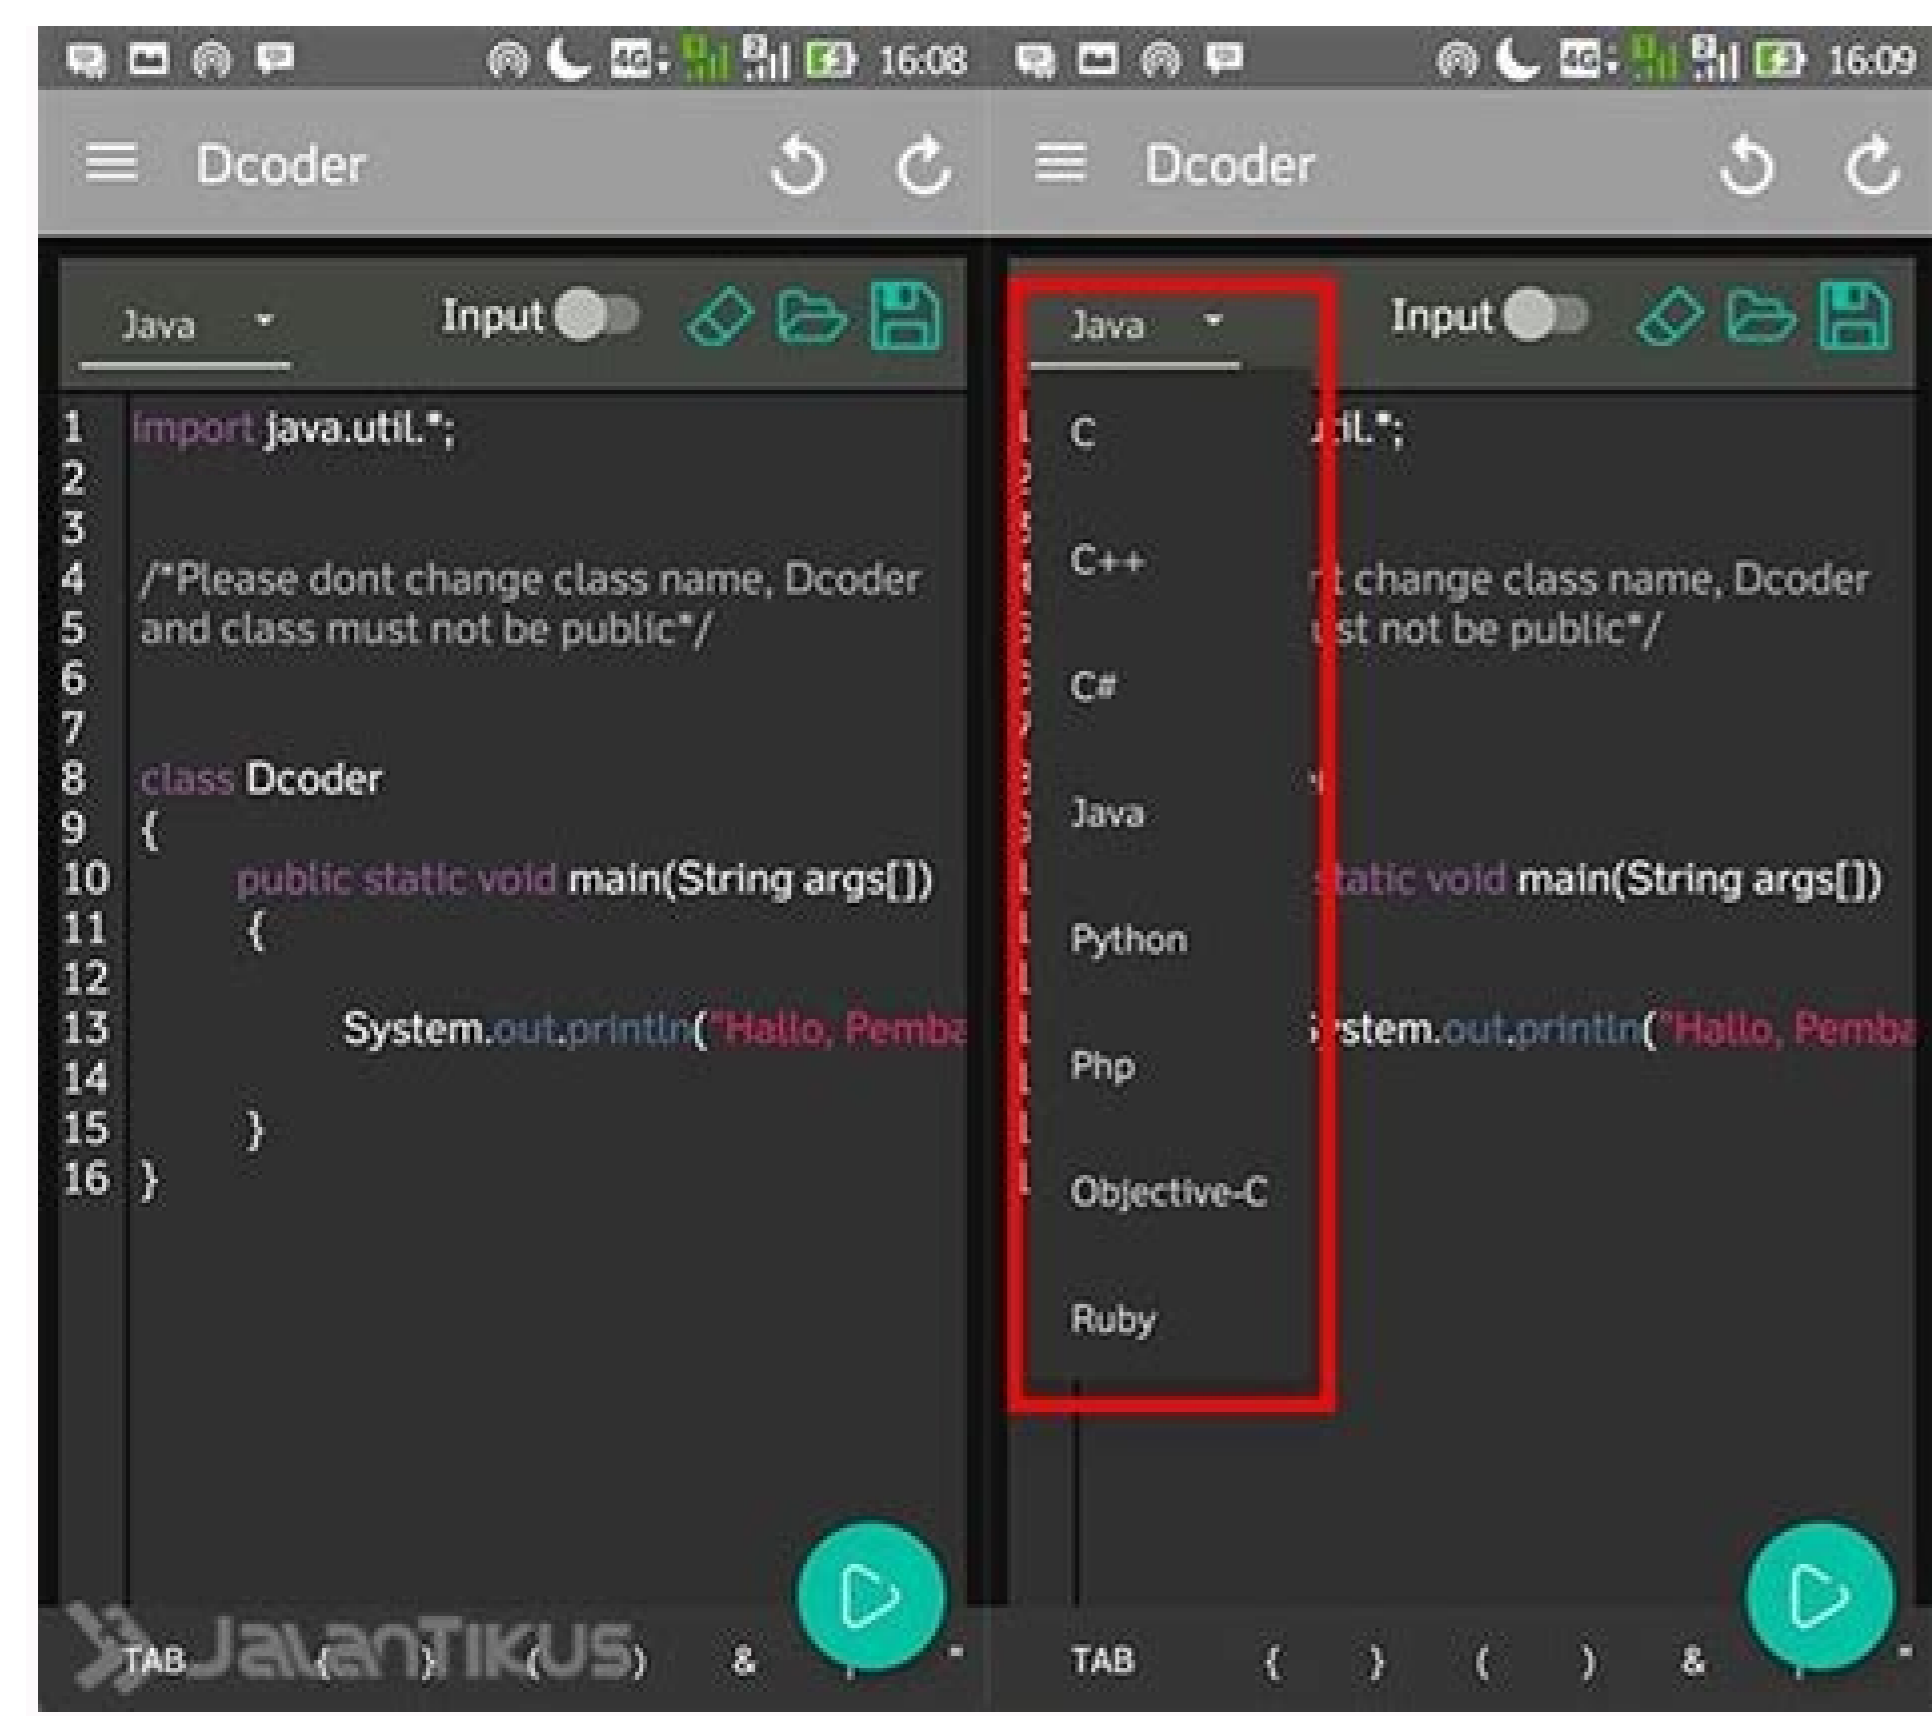 16:08
Dcoder
Java
Input
1 import java.util.*;
2
3
4 /*Please dont change class name, Dcoder
5 and class must not be public*/
6
7
8 class Dcoder
9 {
10 public static void main(String args[])
11 {
12
13 System.out.println("Hallo, Pemba
14
15 }
16 }
JALANTIKUS
TAB { } ( ) & "
4G 16:09
Dcoder
Java
Input
C
C++
C#
Java
Python
Php
Objective-C
Ruby
til.*;
t change class name, Dcoder
st not be public*/
static void main(String args[])
System.out.println("Hallo, Pemba
TAB { } ( ) & "